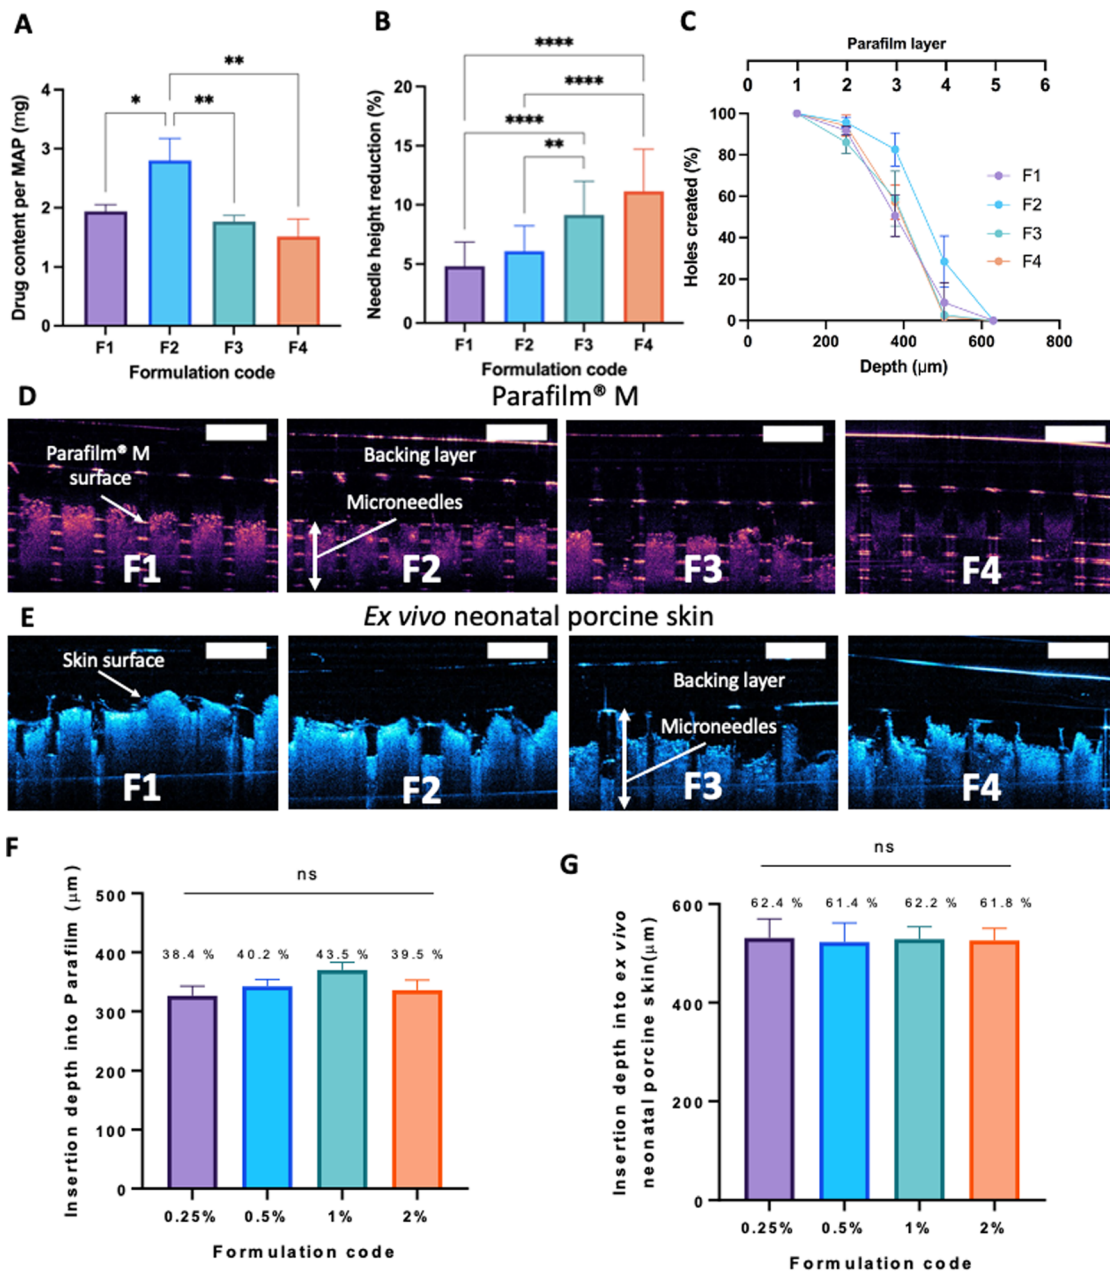 A
**
*
**
Drug content per MAP (mg)
4
3
2
1
0
F1 F2 F3 F4
Formulation code
B
****
****
****
**
Needle height reduction (%)
20
15
10
5
0
F1 F2 F3 F4
Formulation code
C
Parafilm layer
0 1 2 3 4 5 6
Holes created (%)
100
80
60
40
20
0
0 200 400 600 800
Depth (µm)
F1
F2
F3
F4
D
Parafilm® M
Parafilm® M
surface
F1
Backing layer
Microneedles
F2
F3
F4
E
Ex vivo neonatal porcine skin
Skin surface
F1
F2
Backing layer
Microneedles
F3
F4
F
ns
Insertion depth into Parafilm (µm)
500
400
300
200
100
0
38.4 % 40.2 % 43.5 % 39.5 %
0.25% 0.5% 1% 2%
Formulation code
G
ns
Insertion depth into ex vivo
neonatal porcine skin(µm)
600
400
200
0
62.4 % 61.4 % 62.2 % 61.8 %
0.25% 0.5% 1% 2%
Formulation code